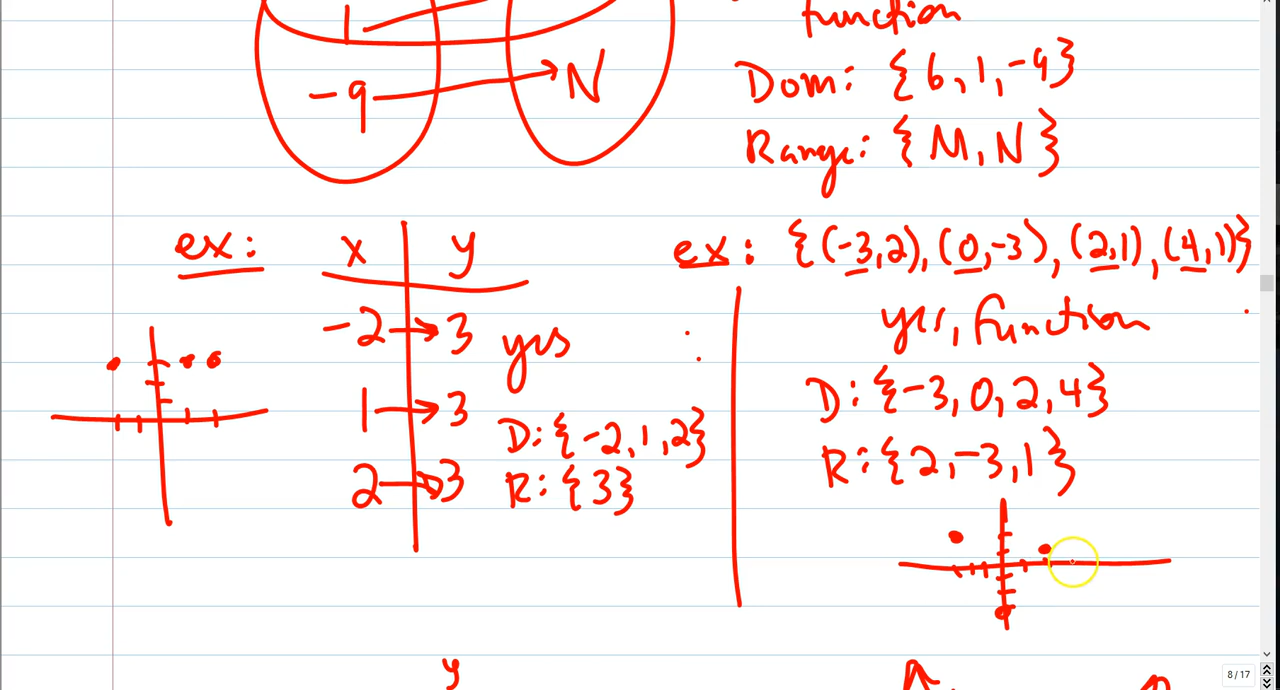 function
1
-9 → N
Dom: {6, 1, -9}
Range: {M, N}
ex:
x y
-2 → 3
1 → 3
2 → 3
yes
D: {-2, 1, 2}
R: {3}
ex: {(-3,2), (0,-3), (2,1), (4,1)}
yes, function
D: {-3, 0, 2, 4}
R: {2, -3, 1}
y
8 / 17